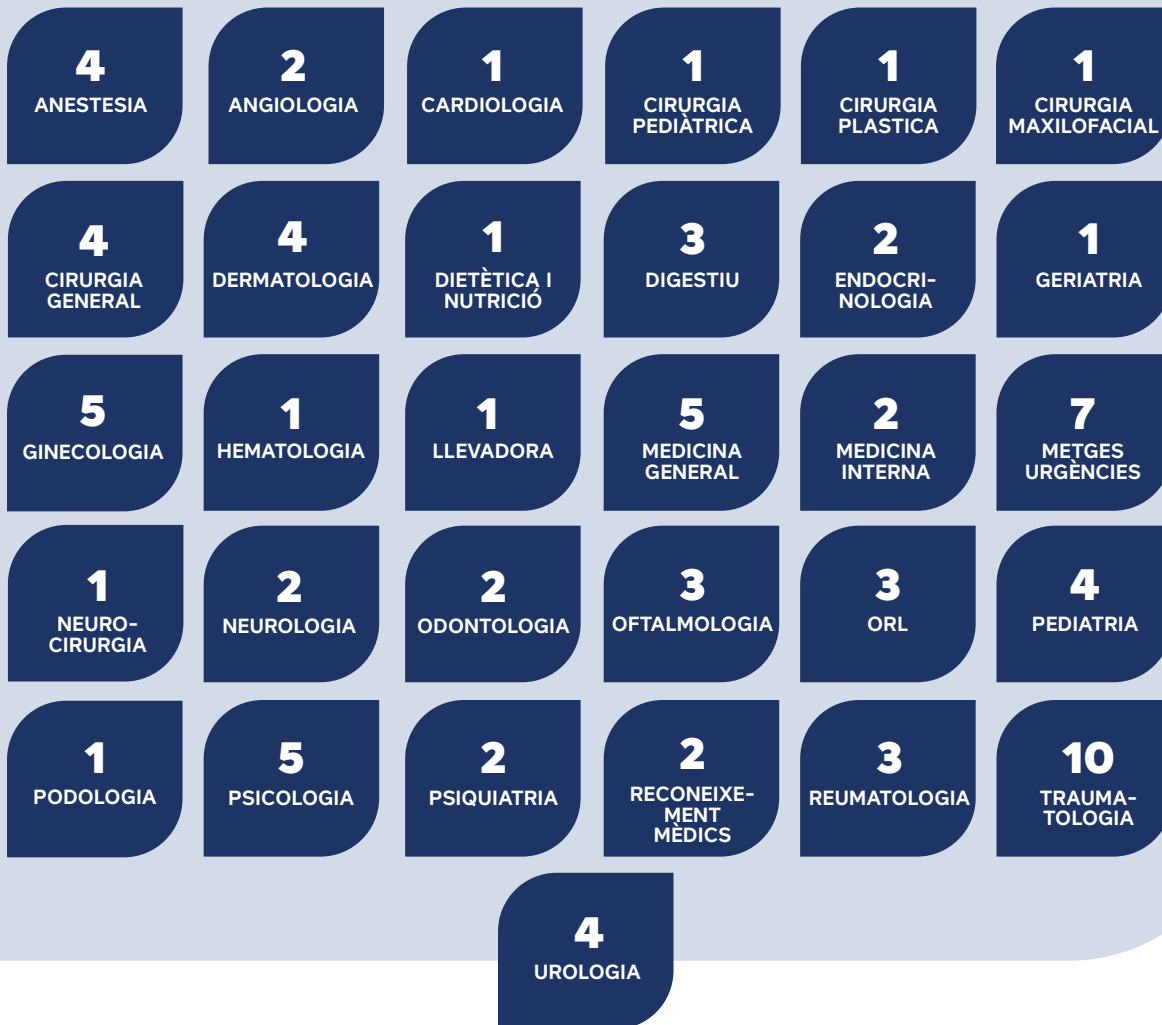 4
ANESTESIA
2
ANGIOLOGIA
1
CARDIOLOGIA
1
CIRURGIA
PEDIÀTRICA
1
CIRURGIA
PLASTICA
1
CIRURGIA
MAXILOFACIAL
4
CIRURGIA
GENERAL
4
DERMATOLOGIA
1
DIETÈTICA I
NUTRICIÓ
3
DIGESTIU
2
ENDOCRI-
NOLOGIA
1
GERIATRIA
5
GINECOLOGIA
1
HEMATOLOGIA
1
LLEVADORA
5
MEDICINA
GENERAL
2
MEDICINA
INTERNA
7
METGES
URGÈNCIES
1
NEURO-
CIRURGIA
2
NEUROLOGIA
2
ODONTOLOGIA
3
OFTALMOLOGIA
3
ORL
4
PEDIATRIA
1
PODOLOGIA
5
PSICOLOGIA
2
PSIQUIATRIA
2
RECONEIXE-
MENT
MÈDICS
3
REUMATOLOGIA
10
TRAUMA-
TOLOGIA
4
UROLOGIA